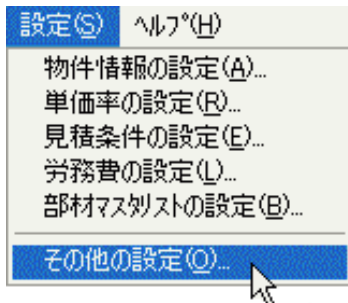 設定(S) ﾍﾙﾌﾟ(H)
物件情報の設定(A)...
単価率の設定(R)...
見積条件の設定(E)...
労務費の設定(L)...
部材ﾏｽﾀﾘｽﾄの設定(B)...
その他の設定(O)...